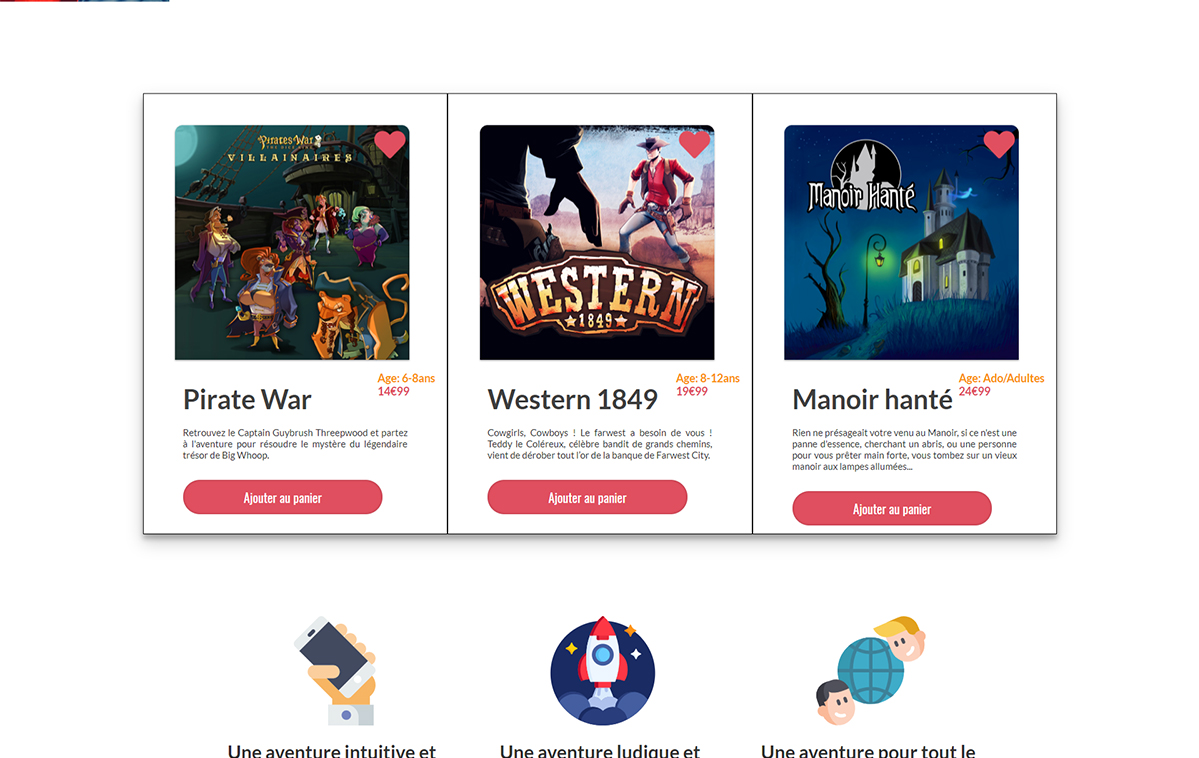 Pirates War
THE DICE KING
VILLAINAIRES
Age: 6-8ans
14€99
Pirate War
Retrouvez le Captain Guybrush Threepwood et partez
à l'aventure pour résoudre le mystère du légendaire
trésor de Big Whoop.
Ajouter au panier
WESTERN
1849
Age: 8-12ans
19€99
Western 1849
Cowgirls, Cowboys ! Le farwest a besoin de vous !
Teddy le Coléreux, célèbre bandit de grands chemins,
vient de dérober tout l'or de la banque de Farwest City.
Ajouter au panier
Manoir Hanté
Age: Ado/Adultes
24€99
Manoir hanté
Rien ne présageait votre venu au Manoir, si ce n'est une
panne d'essence, cherchant un abris, ou une personne
pour vous prêter main forte, vous tombez sur un vieux
manoir aux lampes allumées...
Ajouter au panier
Une aventure intuitive et
Une aventure ludique et
Une aventure pour tout le